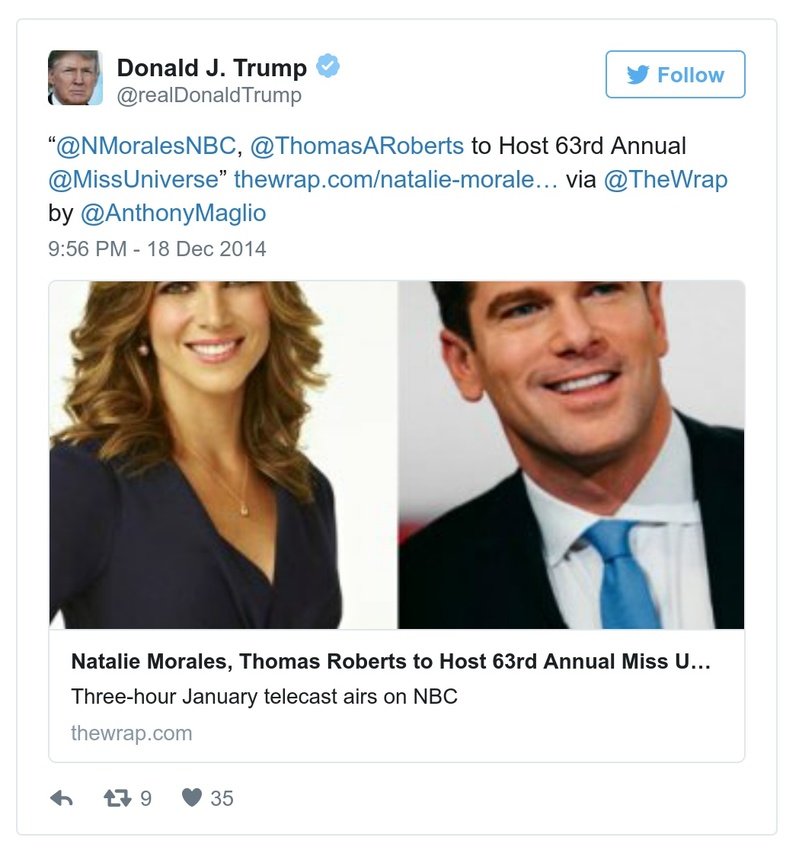 Donald J. Trump
@realDonaldTrump
Follow
“@NMoralesNBC, @ThomasARoberts to Host 63rd Annual
@MissUniverse” thewrap.com/natalie-morale… via @TheWrap
by @AnthonyMaglio
9:56 PM - 18 Dec 2014
Natalie Morales, Thomas Roberts to Host 63rd Annual Miss U…
Three-hour January telecast airs on NBC
thewrap.com
9 35